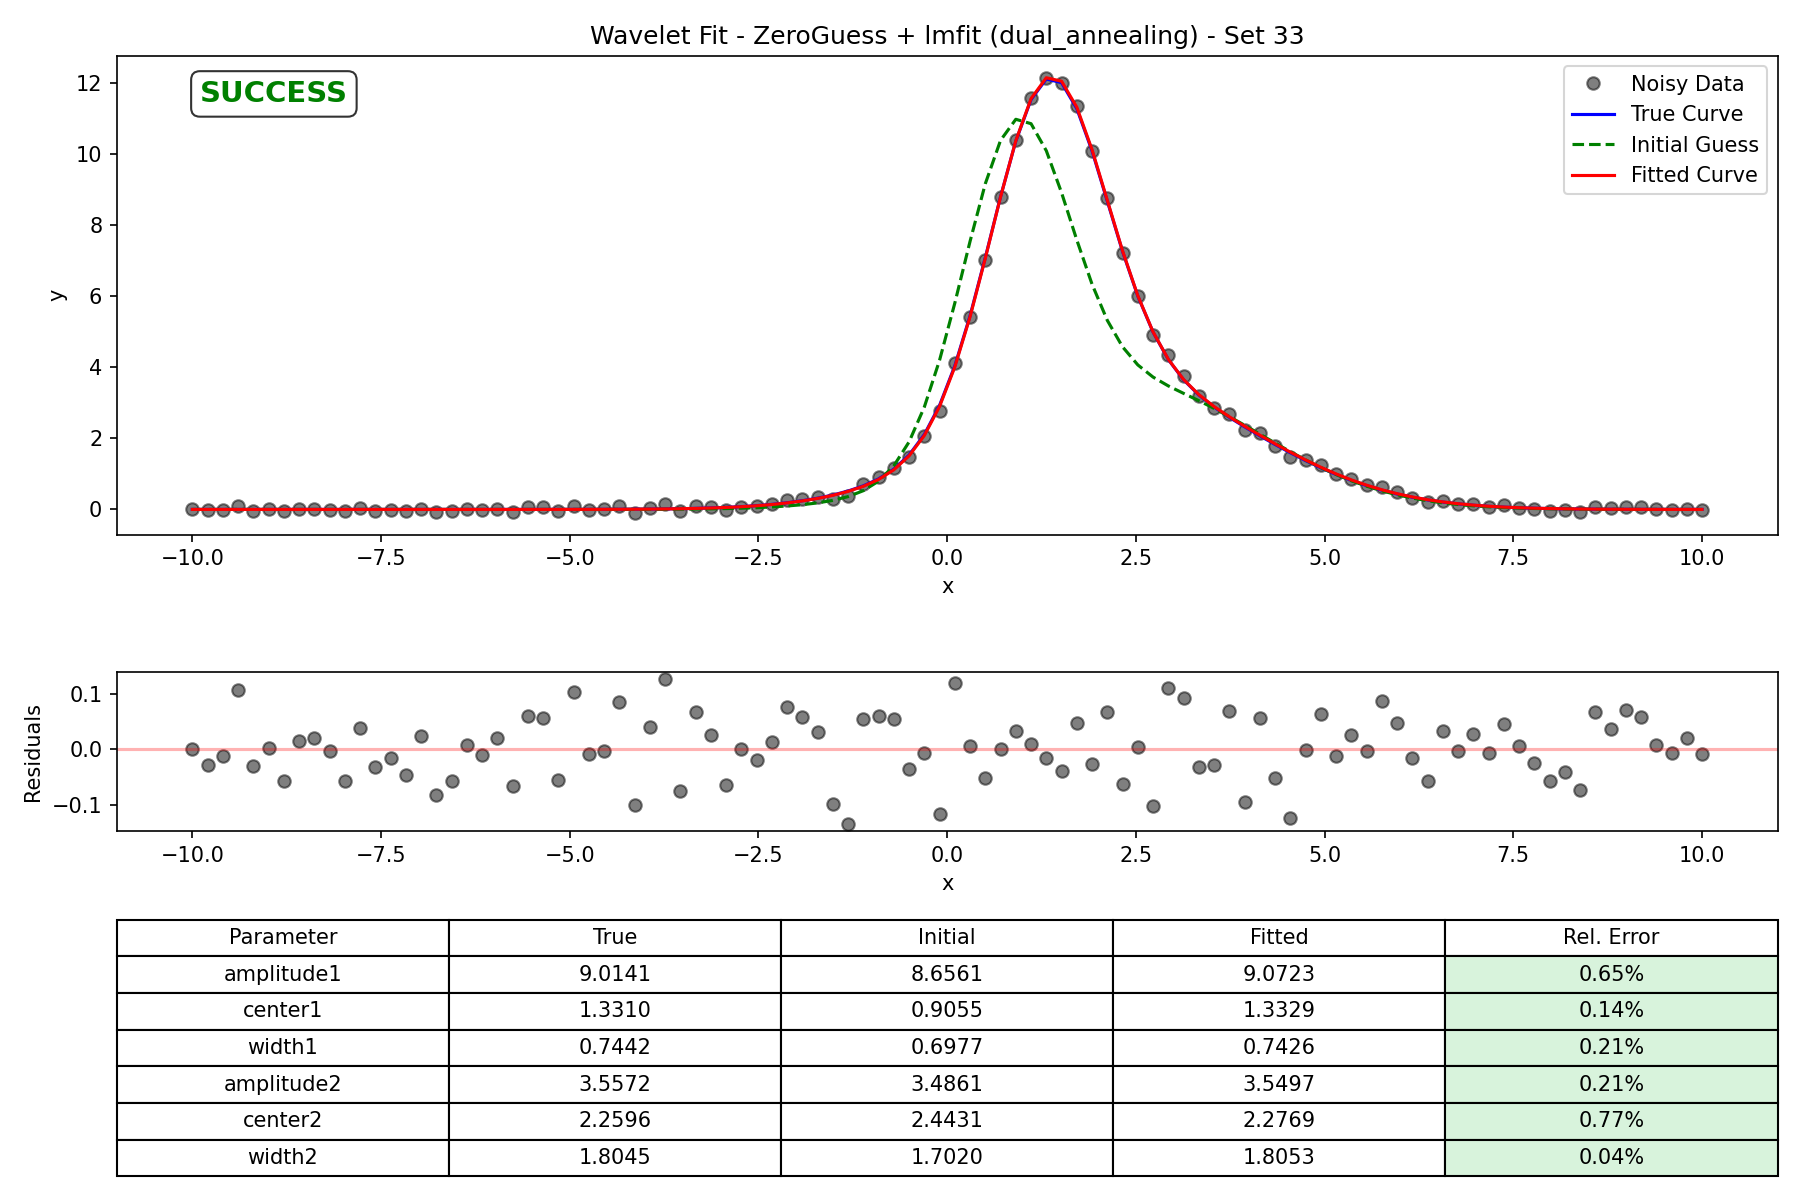 Wavelet Fit - ZeroGuess + lmfit (dual_annealing) - Set 33
SUCCESS
Noisy Data
True Curve
Initial Guess
Fitted Curve
y
12
10
8
6
4
2
0
−10.0 −7.5 −5.0 −2.5 0.0 2.5 5.0 7.5 10.0
x
Residuals
0.1
0.0
−0.1
−10.0 −7.5 −5.0 −2.5 0.0 2.5 5.0 7.5 10.0
x
Parameter True Initial Fitted Rel. Error
amplitude1 9.0141 8.6561 9.0723 0.65%
center1 1.3310 0.9055 1.3329 0.14%
width1 0.7442 0.6977 0.7426 0.21%
amplitude2 3.5572 3.4861 3.5497 0.21%
center2 2.2596 2.4431 2.2769 0.77%
width2 1.8045 1.7020 1.8053 0.04%